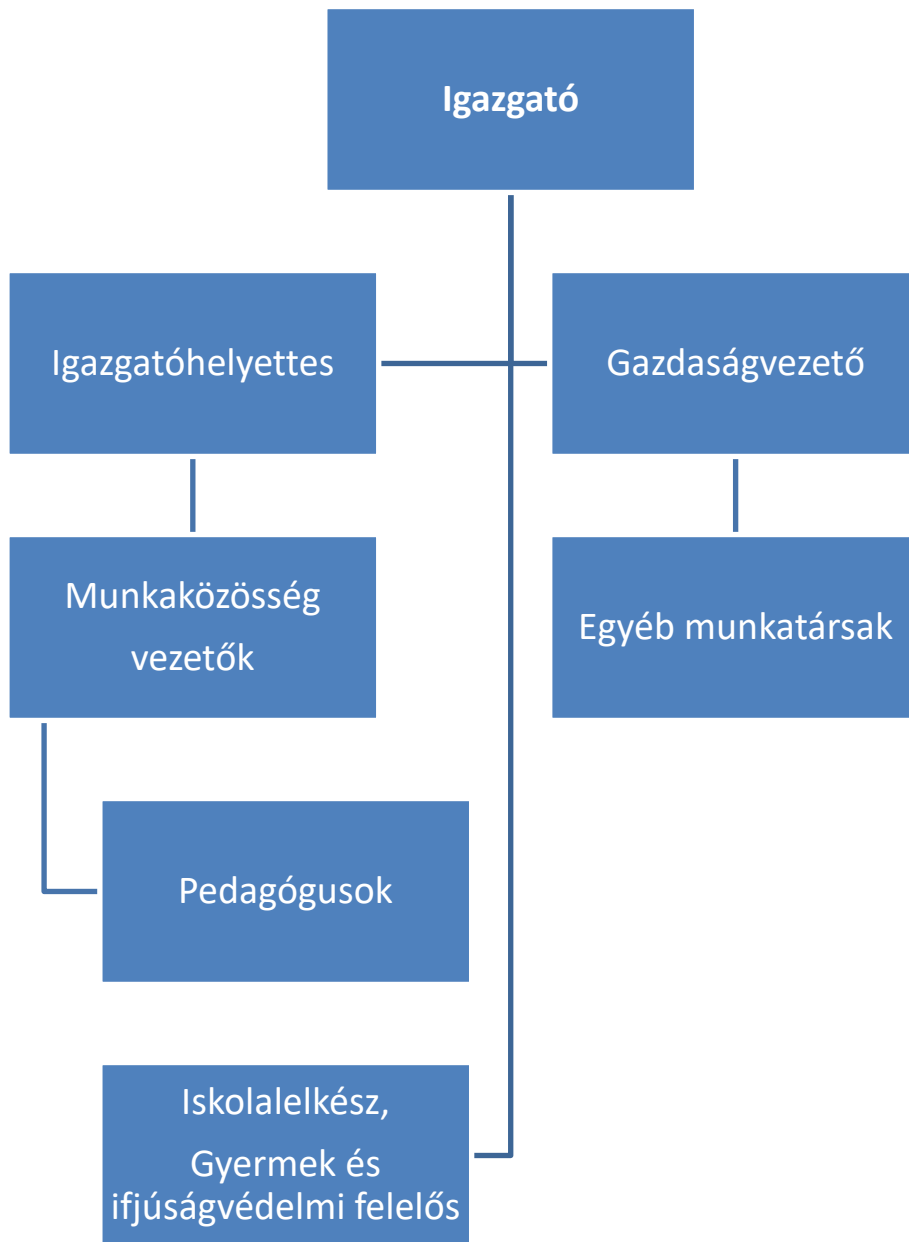 Igazgató
Igazgatóhelyettes
Gazdaságvezető
Munkaközösség
vezetők
Egyéb munkatársak
Pedagógusok
Iskolalelkész,
Gyermek és
ifjúságvédelmi felelős